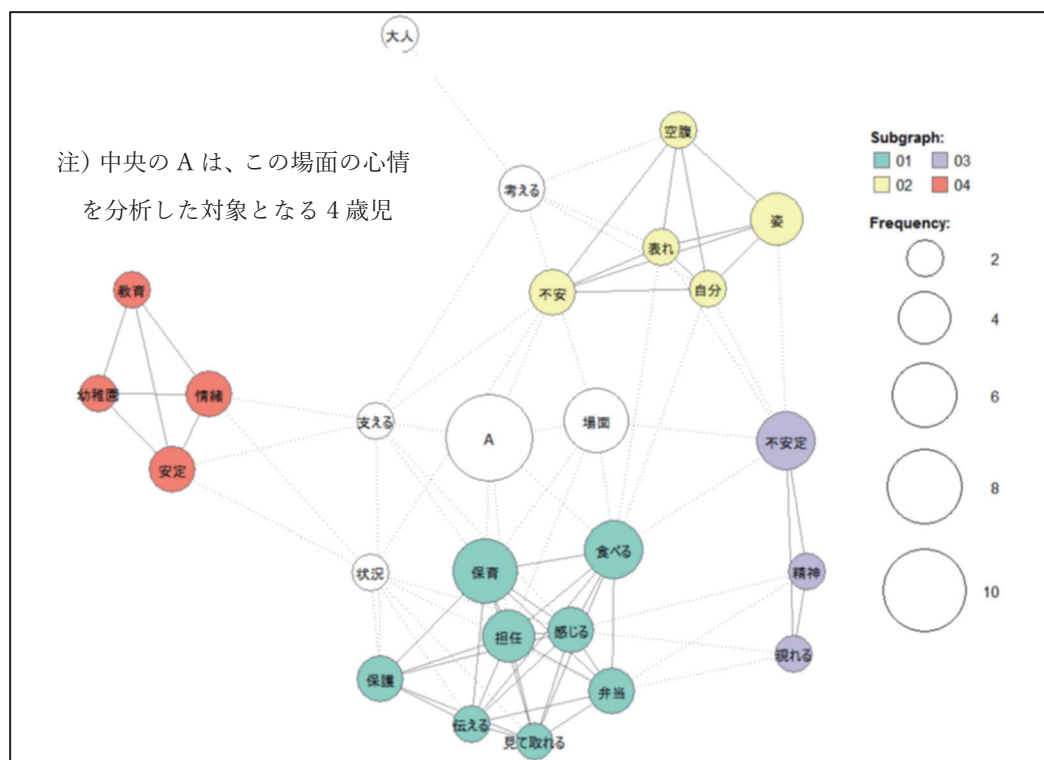 大人
空腹
Subgraph:
01 03
02 04
注）中央の A は、この場面の心情
を分析した対象となる 4 歳児
考える
姿
Frequency:
表れ
2
教育
不安
自分
4
幼稚園
情緒
6
支える
A
場面
不安定
安定
8
食べる
状況
保育
精神
10
担任
感じる
現れる
保護
弁当
伝える
見て取れる